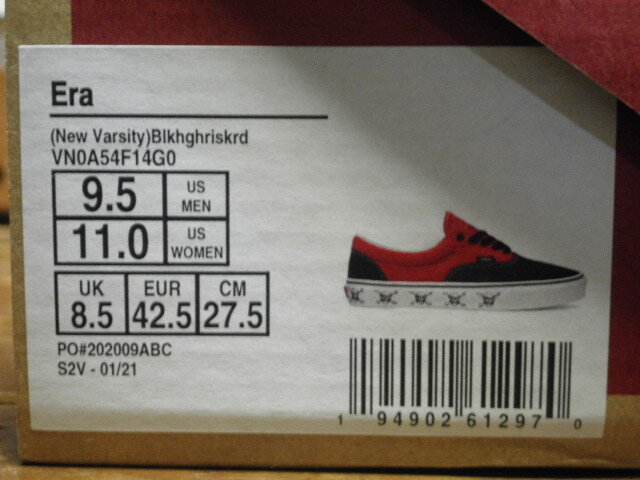 Era
(New Varsity)Blkhghriskrd
VN0A54F14G0
9.5 US MEN
11.0 US WOMEN
UK EUR CM
8.5 42.5 27.5
PO#202009ABC
S2V - 01/21
1 94902 61297 0